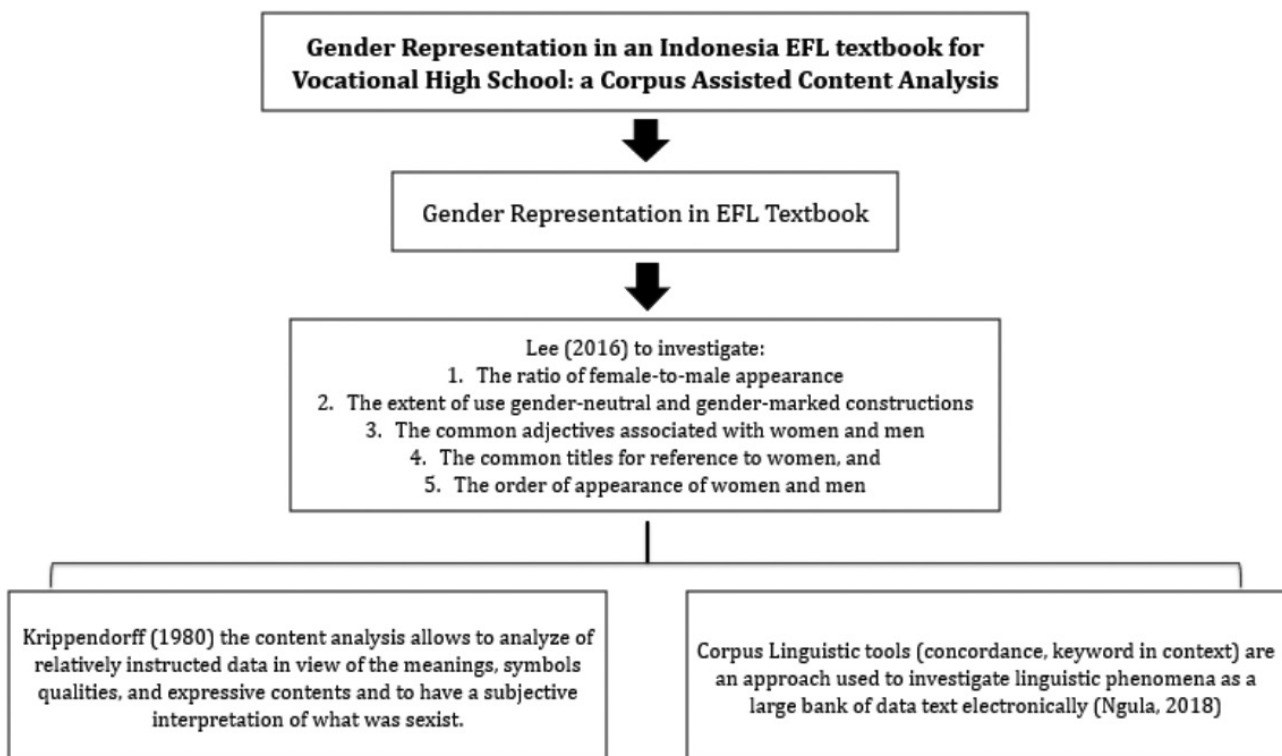 Gender Representation in an Indonesia EFL textbook for
Vocational High School: a Corpus Assisted Content Analysis
Gender Representation in EFL Textbook
Lee (2016) to investigate:
1. The ratio of female-to-male appearance
2. The extent of use gender-neutral and gender-marked constructions
3. The common adjectives associated with women and men
4. The common titles for reference to women, and
5. The order of appearance of women and men
Krippendorff (1980) the content analysis allows to analyze of
relatively instructed data in view of the meanings, symbols
qualities, and expressive contents and to have a subjective
interpretation of what was sexist.
Corpus Linguistic tools (concordance, keyword in context) are
an approach used to investigate linguistic phenomena as a
large bank of data text electronically (Ngula, 2018)